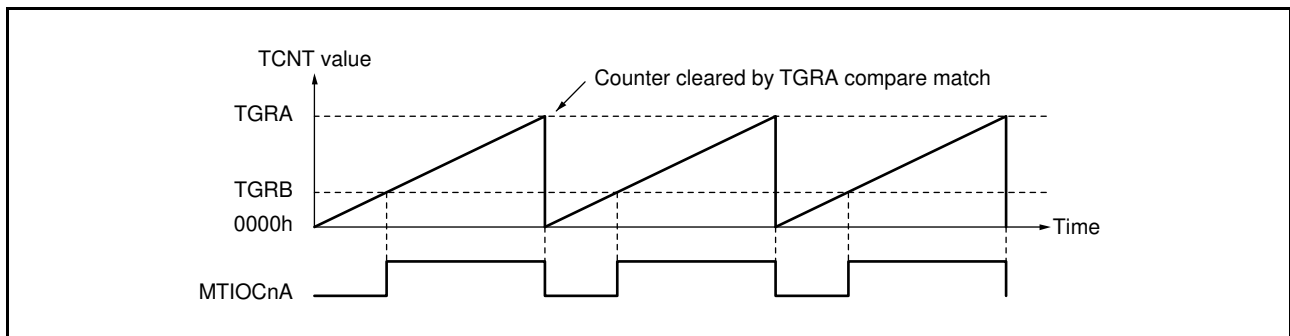 TCNT value
Counter cleared by TGRA compare match
TGRA
TGRB
0000h
Time
MTIOCnA